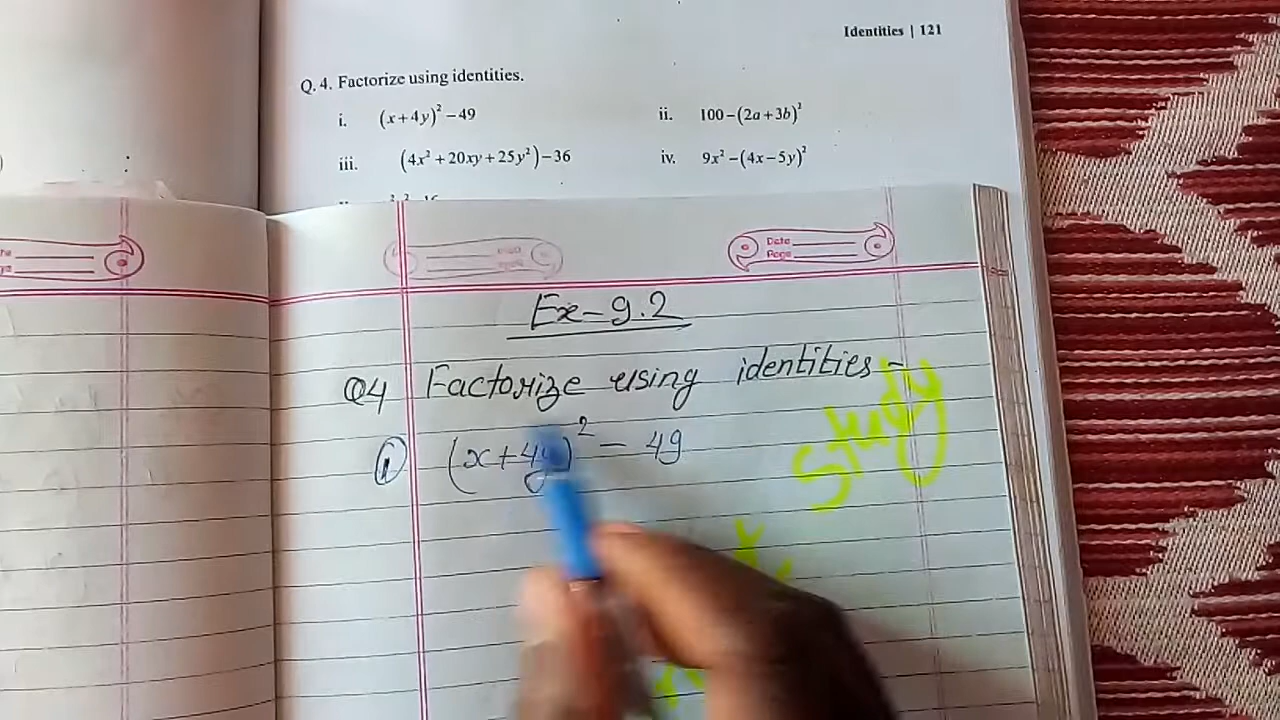 Identities | 121
Q. 4. Factorize using identities.
i. (x+4y)² − 49
ii. 100 − (2a+3b)²
iii. (4x² + 20xy + 25y²) − 36
iv. 9x² − (4x−5y)²
Date
Page
Ex-9.2
Q4 Factorize using identities-
i (x+4y)² - 49
Study